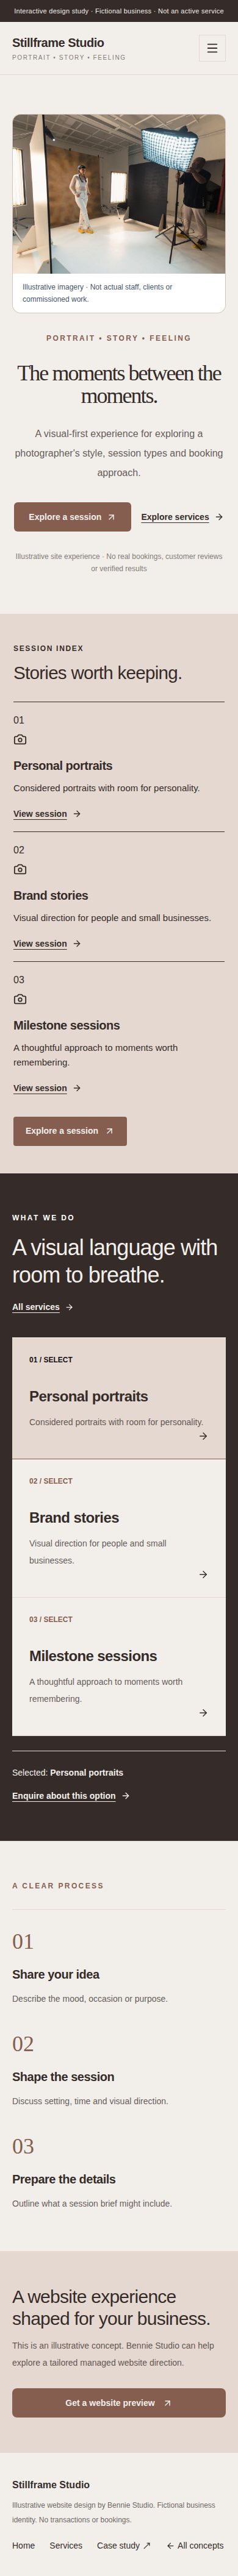 Interactive design study · Fictional business · Not an active service
Stillframe Studio
PORTRAIT • STORY • FEELING
Illustrative imagery · Not actual staff, clients or
commissioned work.
PORTRAIT • STORY • FEELING
The moments between the
moments.
A visual-first experience for exploring a
photographer's style, session types and booking
approach.
Explore a session
Explore services
Illustrative site experience · No real bookings, customer reviews
or verified results
SESSION INDEX
Stories worth keeping.
01
Personal portraits
Considered portraits with room for personality.
View session
02
Brand stories
Visual direction for people and small businesses.
View session
03
Milestone sessions
A thoughtful approach to moments worth
remembering.
View session
Explore a session
WHAT WE DO
A visual language with
room to breathe.
All services
01 / SELECT
Personal portraits
Considered portraits with room for personality.
02 / SELECT
Brand stories
Visual direction for people and small
businesses.
03 / SELECT
Milestone sessions
A thoughtful approach to moments worth
remembering.
Selected: Personal portraits
Enquire about this option
A CLEAR PROCESS
01
Share your idea
Describe the mood, occasion or purpose.
02
Shape the session
Discuss setting, time and visual direction.
03
Prepare the details
Outline what a session brief might include.
A website experience
shaped for your business.
This is an illustrative concept. Bennie Studio can help
explore a tailored managed website direction.
Get a website preview
Stillframe Studio
Illustrative website design by Bennie Studio. Fictional business
identity. No transactions or bookings.
Home Services Case study All concepts